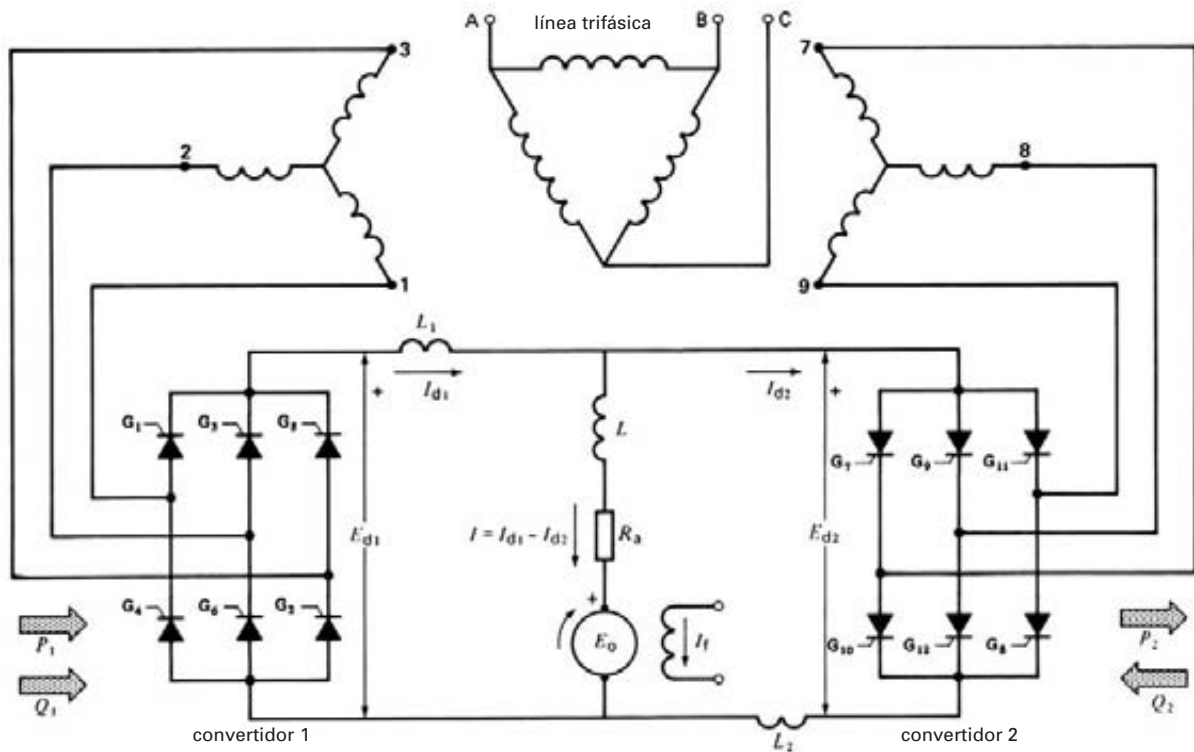 A
línea trifásica
B
C
3
7
2
8
1
9
L1
+
Id1
Id2
+
G1
G3
G5
L
G7
G9
G11
Ed1
I = Id1 - Id2
Ra
Ed2
+
G4
G6
G2
Eo
If
G10
G12
G8
P1
P2
Q1
Q2
convertidor 1
L2
convertidor 2